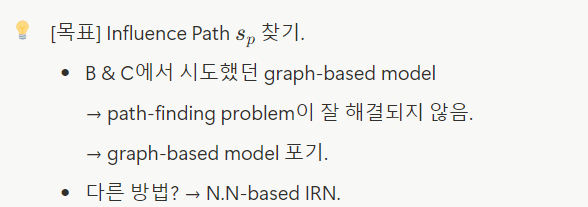 [목표] Influence Path s_p 찾기.
• B & C에서 시도했던 graph-based model
→ path-finding problem이 잘 해결되지 않음.
→ graph-based model 포기.
• 다른 방법? → N.N-based IRN.